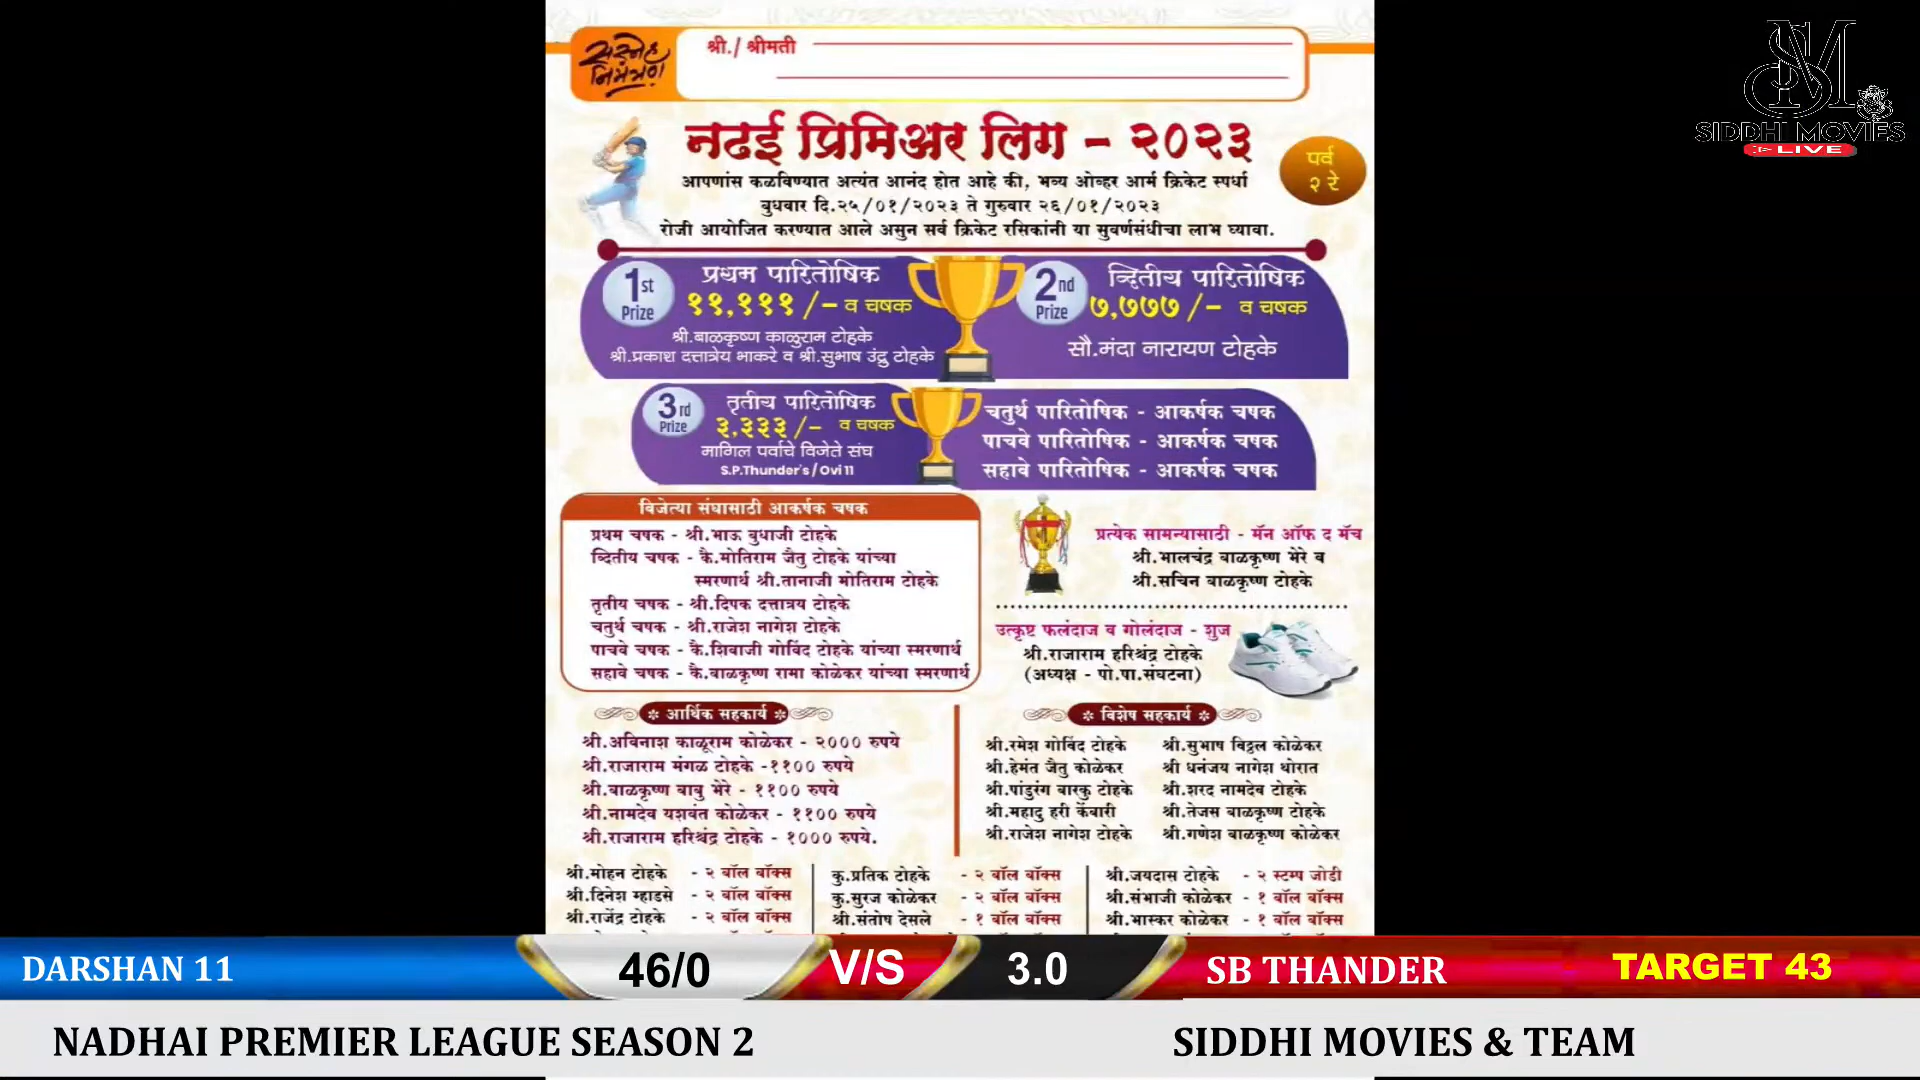 सस्नेह
निमंत्रण
श्री./ श्रीमती
SM
SIDDHI MOVIES
LIVE
नढई प्रिमिअर लिग - २०२३
पर्व
२ रे
आपणांस कळविण्यात अत्यंत आनंद होत आहे की, भव्य ओव्हर आर्म क्रिकेट स्पर्धा
बुधवार दि.२५/०१/२०२३ ते गुरुवार २६/०१/२०२३
रोजी आयोजित करण्यात आले असुन सर्व क्रिकेट रसिकांनी या सुवर्णसंधीचा लाभ घ्यावा.
1st Prize
प्रथम पारितोषिक
११,१११ /- व चषक
श्री.बाळकृष्ण काळुराम टोहके
श्री.प्रकाश दत्तात्रेय भाकरे व श्री.सुभाष उंद्रु टोहके
2nd Prize
व्दितीय पारितोषिक
७,७७७ /- व चषक
सौ.मंदा नारायण टोहके
3rd Prize
तृतीय पारितोषिक
३,३३३ /- व चषक
मागिल पर्वाचे विजेते संघ
S.P.Thunder's / Ovi 11
चतुर्थ पारितोषिक - आकर्षक चषक
पाचवे पारितोषिक - आकर्षक चषक
सहावे पारितोषिक - आकर्षक चषक
विजेत्या संघासाठी आकर्षक चषक
प्रथम चषक - श्री.भाऊ बुधाजी टोहके
व्दितीय चषक - कै.मोतिराम जैतु टोहके यांच्या
स्मरणार्थ श्री.तानाजी मोतिराम टोहके
तृतीय चषक - श्री.दिपक दत्तात्रय टोहके
चतुर्थ चषक - श्री.राजेश नागेश टोहके
पाचवे चषक - कै.शिवाजी गोविंद टोहके यांच्या स्मरणार्थ
सहावे चषक - कै.बाळकृष्ण रामा कोळेकर यांच्या स्मरणार्थ
प्रत्येक सामन्यासाठी - मॅन ऑफ द मॅच
श्री.भालचंद्र बाळकृष्ण भेरे व
श्री.सचिन बाळकृष्ण टोहके
उत्कृष्ट फलंदाज व गोलंदाज - शुज
श्री.राजाराम हरिश्चंद्र टोहके
(अध्यक्ष - पो.पा.संघटना)
आर्थिक सहकार्य
श्री.अविनाश काळूराम कोळेकर - २००० रुपये
श्री.राजाराम मंगळ टोहके -११०० रुपये
श्री.बाळकृष्ण बाबु भेरे - ११०० रुपये
श्री.नामदेव यशवंत कोळेकर - ११०० रुपये
श्री.राजाराम हरिश्चंद्र टोहके - १००० रुपये.
विशेष सहकार्य
श्री.रमेश गोविंद टोहके श्री.सुभाष विठ्ठल कोळेकर
श्री.हेमंत जैतु कोळेकर श्री धनंजय नागेश थोरात
श्री.पांडुरंग बारकु टोहके श्री.शरद नामदेव टोहके
श्री.महादु हरी केंबारी श्री.तेजस बाळकृष्ण टोहके
श्री.राजेश नागेश टोहके श्री.गणेश बाळकृष्ण कोळेकर
श्री.मोहन टोहके - २ बॉल बॉक्स
श्री.दिनेश म्हाडसे - २ बॉल बॉक्स
श्री.राजेंद्र टोहके - २ बॉल बॉक्स
कु.प्रतिक टोहके - २ बॉल बॉक्स
कु.सुरज कोळेकर - २ बॉल बॉक्स
श्री.संतोष देसले - १ बॉल बॉक्स
श्री.जयदास टोहके - २ स्टम्प जोडी
श्री.संभाजी कोळेकर - १ बॉल बॉक्स
श्री.भास्कर कोळेकर - १ बॉल बॉक्स
DARSHAN 11 46/0 V/S 3.0 SB THANDER TARGET 43
NADHAI PREMIER LEAGUE SEASON 2 SIDDHI MOVIES & TEAM